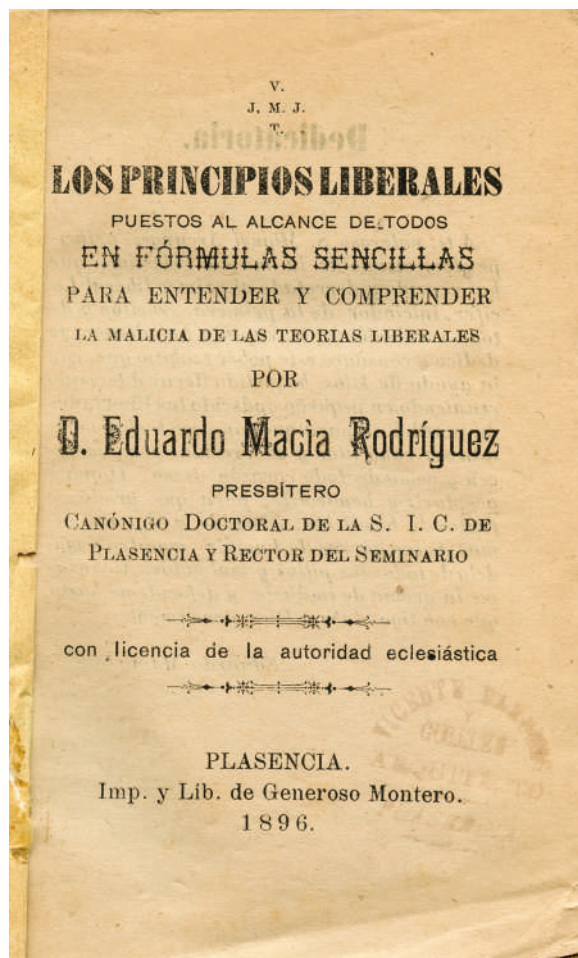 V.
J. M. J.
T.
LOS PRINCIPIOS LIBERALES
PUESTOS AL ALCANCE DE TODOS
EN FÓRMULAS SENCILLAS
PARA ENTENDER Y COMPRENDER
LA MALICIA DE LAS TEORIAS LIBERALES
POR
D. Eduardo Macìa Rodríguez
PRESBÍTERO
CANÓNIGO DOCTORAL DE LA S. I. C. DE
PLASENCIA Y RECTOR DEL SEMINARIO
con licencia de la autoridad eclesiástica
VICENTE
Y
PLASENCIA.
Imp. y Lib. de Generoso Montero.
1896.